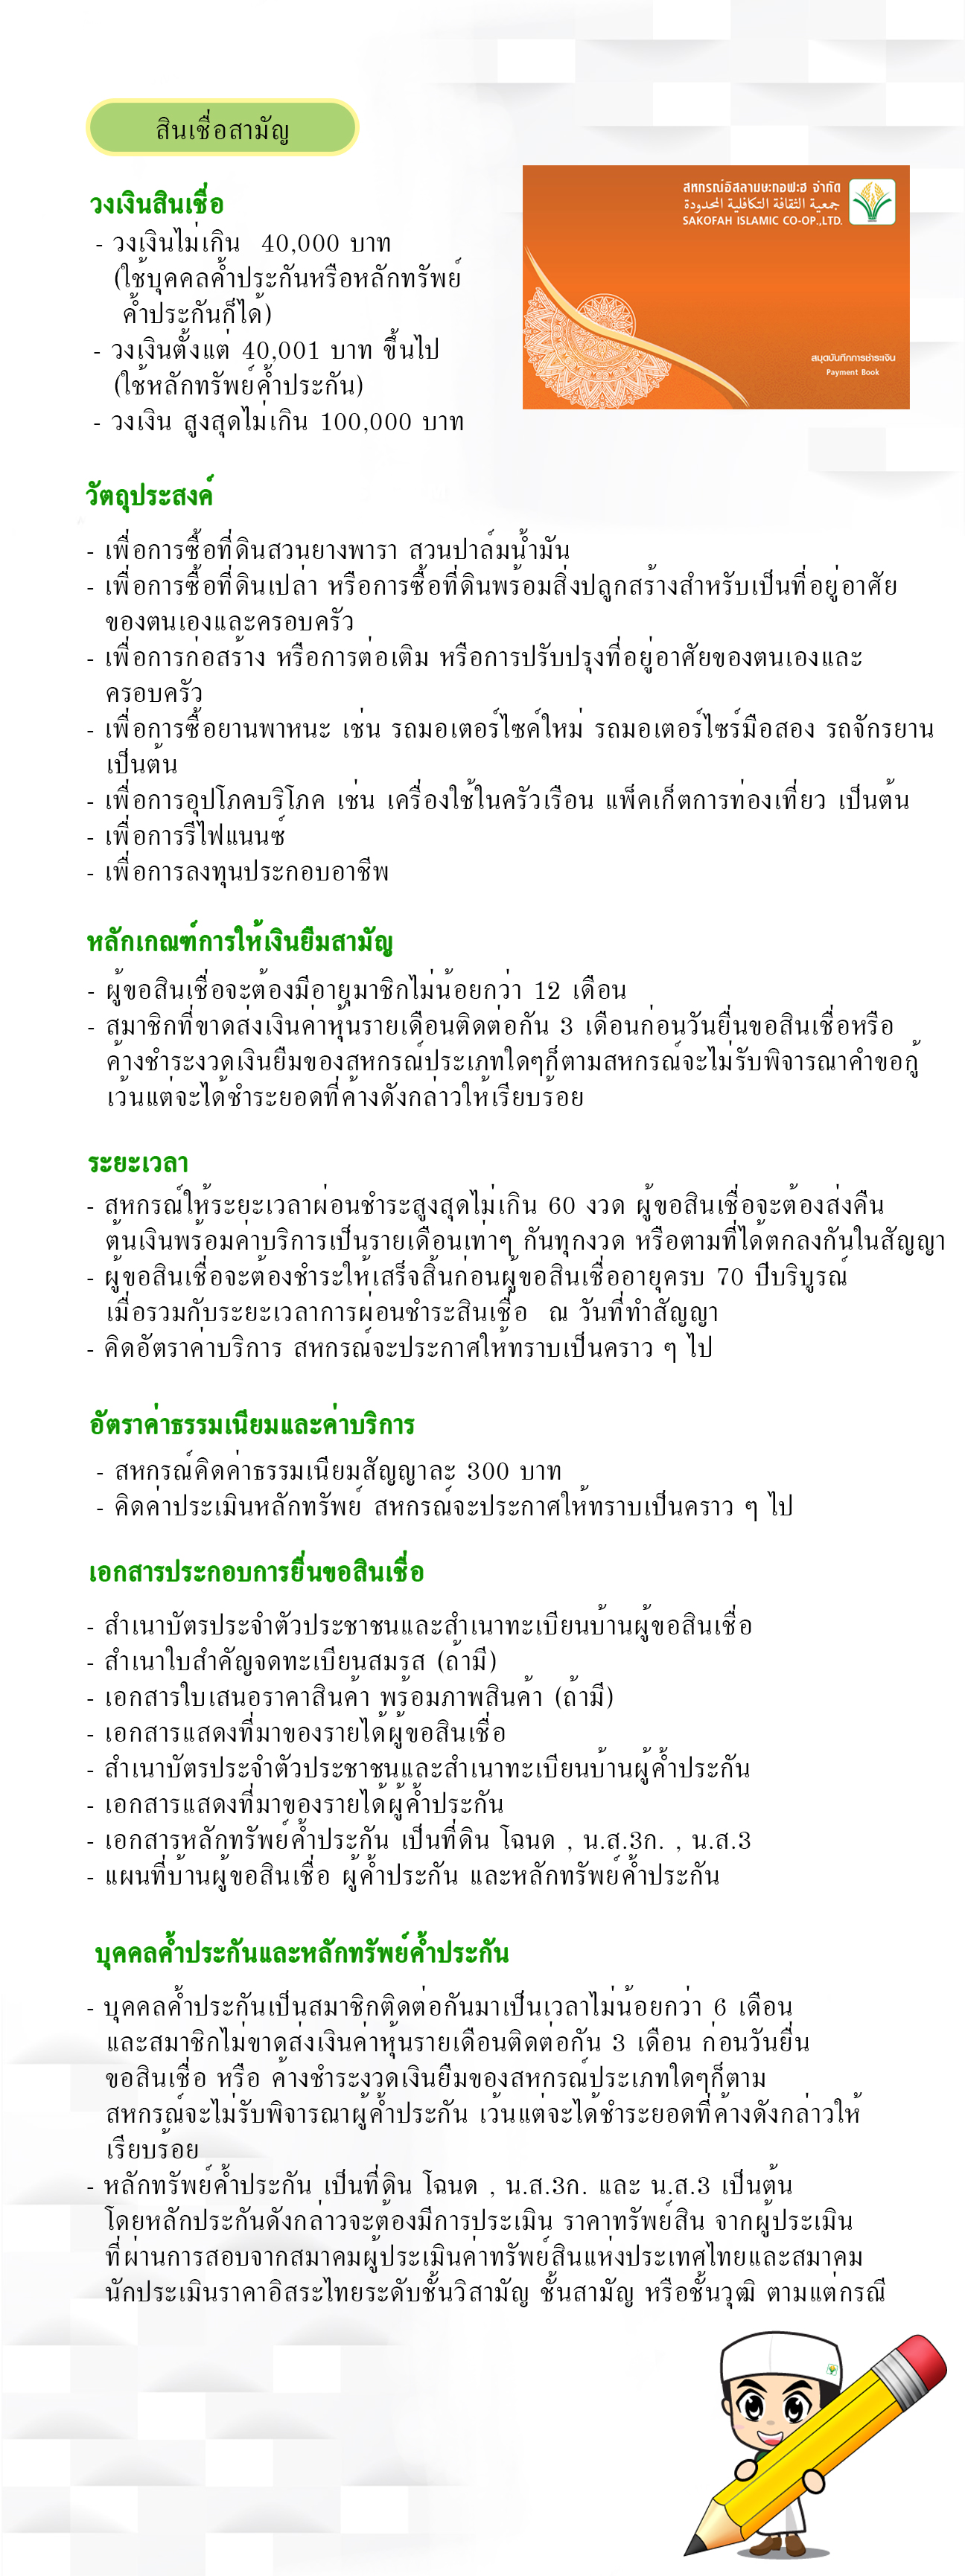 สินเชื่อสามัญ
สหกรณ์อิสลามษะกอฟะฮ จำกัด
جمعية الثقافة التكافلية المحدودة
SAKOFAH ISLAMIC CO-OP.,LTD.
สมุดบันทึกการชำระเงิน
Payment Book
วงเงินสินเชื่อ
- วงเงินไม่เกิน 40,000 บาท
(ใช้บุคคลค้ำประกันหรือหลักทรัพย์
ค้ำประกันก็ได้)
- วงเงินตั้งแต่ 40,001 บาท ขึ้นไป
(ใช้หลักทรัพย์ค้ำประกัน)
- วงเงิน สูงสุดไม่เกิน 100,000 บาท
วัตถุประสงค์
- เพื่อการซื้อที่ดินสวนยางพารา สวนปาล์มน้ำมัน
- เพื่อการซื้อที่ดินเปล่า หรือการซื้อที่ดินพร้อมสิ่งปลูกสร้างสำหรับเป็นที่อยู่อาศัย
ของตนเองและครอบครัว
- เพื่อการก่อสร้าง หรือการต่อเติม หรือการปรับปรุงที่อยู่อาศัยของตนเองและ
ครอบครัว
- เพื่อการซื้อยานพาหนะ เช่น รถมอเตอร์ไซค์ใหม่ รถมอเตอร์ไซร์มือสอง รถจักรยาน
เป็นต้น
- เพื่อการอุปโภคบริโภค เช่น เครื่องใช้ในครัวเรือน แพ็คเก็ตการท่องเที่ยว เป็นต้น
- เพื่อการรีไฟแนนซ์
- เพื่อการลงทุนประกอบอาชีพ
หลักเกณฑ์การให้เงินยืมสามัญ
- ผู้ขอสินเชื่อจะต้องมีอายุมาชิกไม่น้อยกว่า 12 เดือน
- สมาชิกที่ขาดส่งเงินค่าหุ้นรายเดือนติดต่อกัน 3 เดือนก่อนวันยื่นขอสินเชื่อหรือ
ค้างชำระงวดเงินยืมของสหกรณ์ประเภทใดๆก็ตามสหกรณ์จะไม่รับพิจารณาคำขอกู้
เว้นแต่จะได้ชำระยอดที่ค้างดังกล่าวให้เรียบร้อย
ระยะเวลา
- สหกรณ์ให้ระยะเวลาผ่อนชำระสูงสุดไม่เกิน 60 งวด ผู้ขอสินเชื่อจะต้องส่งคืน
ต้นเงินพร้อมค่าบริการเป็นรายเดือนเท่าๆ กันทุกงวด หรือตามที่ได้ตกลงกันในสัญญา
- ผู้ขอสินเชื่อจะต้องชำระให้เสร็จสิ้นก่อนผู้ขอสินเชื่ออายุครบ 70 ปีบริบูรณ์
เมื่อรวมกับระยะเวลาการผ่อนชำระสินเชื่อ ณ วันที่ทำสัญญา
- คิดอัตราค่าบริการ สหกรณ์จะประกาศให้ทราบเป็นคราว ๆ ไป
อัตราค่าธรรมเนียมและค่าบริการ
- สหกรณ์คิดค่าธรรมเนียมสัญญาละ 300 บาท
- คิดค่าประเมินหลักทรัพย์ สหกรณ์จะประกาศให้ทราบเป็นคราว ๆ ไป
เอกสารประกอบการยื่นขอสินเชื่อ
- สำเนาบัตรประจำตัวประชาชนและสำเนาทะเบียนบ้านผู้ขอสินเชื่อ
- สำเนาใบสำคัญจดทะเบียนสมรส (ถ้ามี)
- เอกสารใบเสนอราคาสินค้า พร้อมภาพสินค้า (ถ้ามี)
- เอกสารแสดงที่มาของรายได้ผู้ขอสินเชื่อ
- สำเนาบัตรประจำตัวประชาชนและสำเนาทะเบียนบ้านผู้ค้ำประกัน
- เอกสารแสดงที่มาของรายได้ผู้ค้ำประกัน
- เอกสารหลักทรัพย์ค้ำประกัน เป็นที่ดิน โฉนด , น.ส.3ก. , น.ส.3
- แผนที่บ้านผู้ขอสินเชื่อ ผู้ค้ำประกัน และหลักทรัพย์ค้ำประกัน
บุคคลค้ำประกันและหลักทรัพย์ค้ำประกัน
- บุคคลค้ำประกันเป็นสมาชิกติดต่อกันมาเป็นเวลาไม่น้อยกว่า 6 เดือน
และสมาชิกไม่ขาดส่งเงินค่าหุ้นรายเดือนติดต่อกัน 3 เดือน ก่อนวันยื่น
ขอสินเชื่อ หรือ ค้างชำระงวดเงินยืมของสหกรณ์ประเภทใดๆก็ตาม
สหกรณ์จะไม่รับพิจารณาผู้ค้ำประกัน เว้นแต่จะได้ชำระยอดที่ค้างดังกล่าวให้
เรียบร้อย
- หลักทรัพย์ค้ำประกัน เป็นที่ดิน โฉนด , น.ส.3ก. และ น.ส.3 เป็นต้น
โดยหลักประกันดังกล่าวจะต้องมีการประเมิน ราคาทรัพย์สิน จากผู้ประเมิน
ที่ผ่านการสอบจากสมาคมผู้ประเมินค่าทรัพย์สินแห่งประเทศไทยและสมาคม
นักประเมินราคาอิสระไทยระดับชั้นวิสามัญ ชั้นสามัญ หรือชั้นวุฒิ ตามแต่กรณี